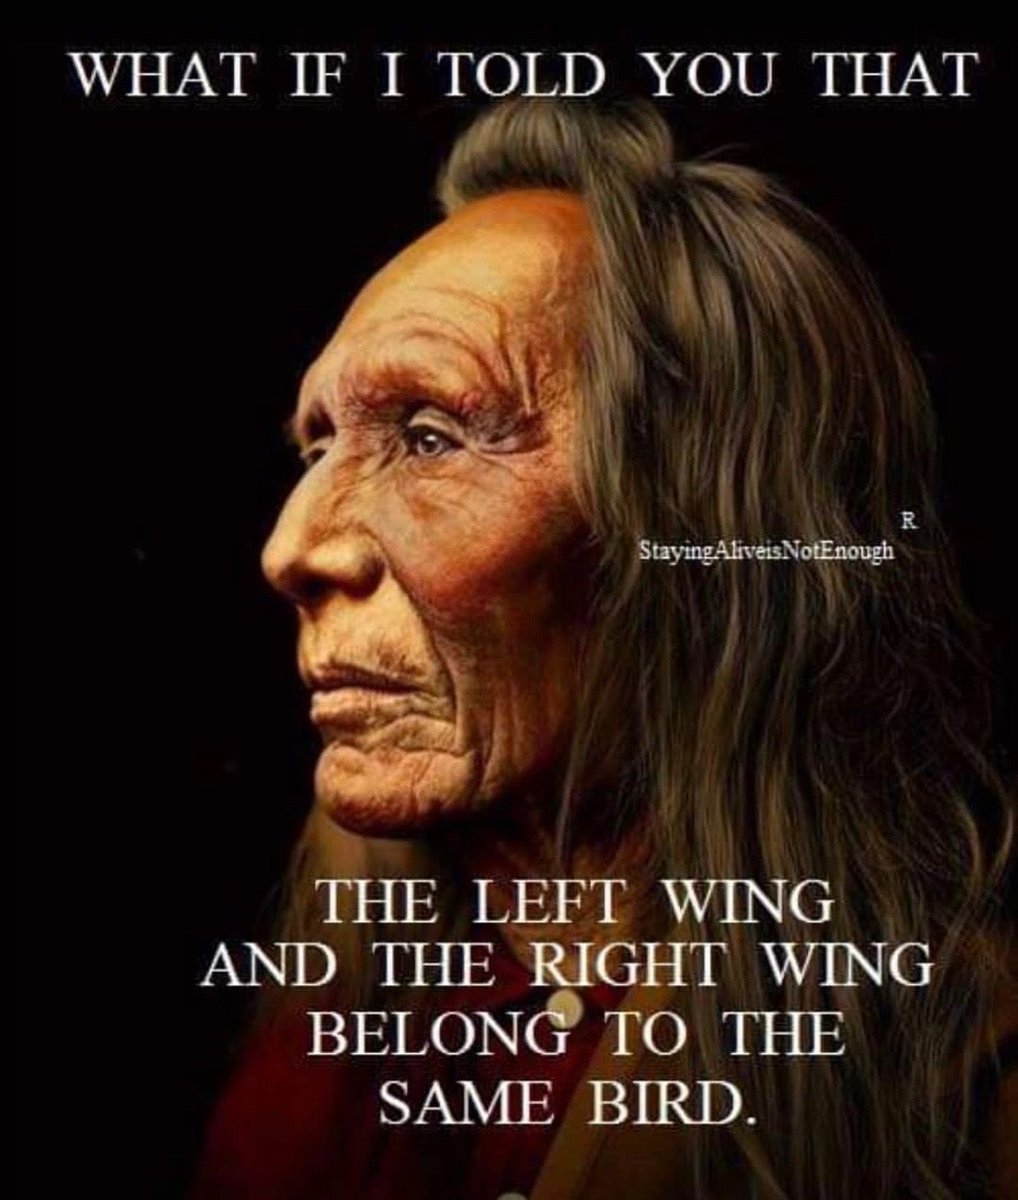 WHAT IF I TOLD YOU THAT
R
StayingAliveisNotEnough
THE LEFT WING
AND THE RIGHT WING
BELONG TO THE
SAME BIRD.